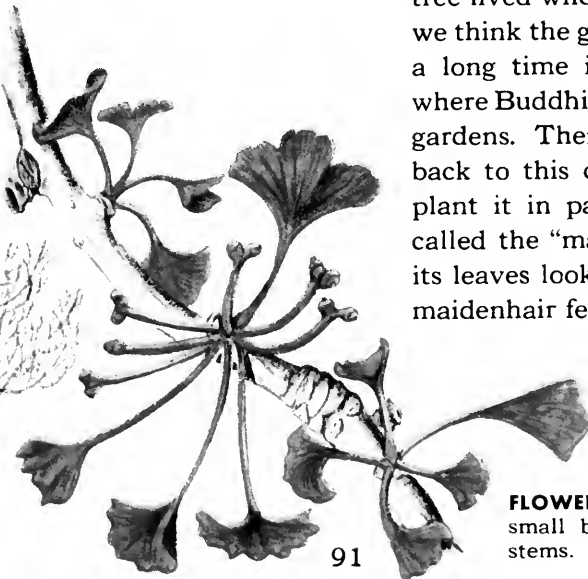 tree lived whe
we think the g
a long time i
where Buddhi
gardens. The
back to this c
plant it in pa
called the “ma
its leaves look
maidenhair fe
FLOWER
small b
stems.
91